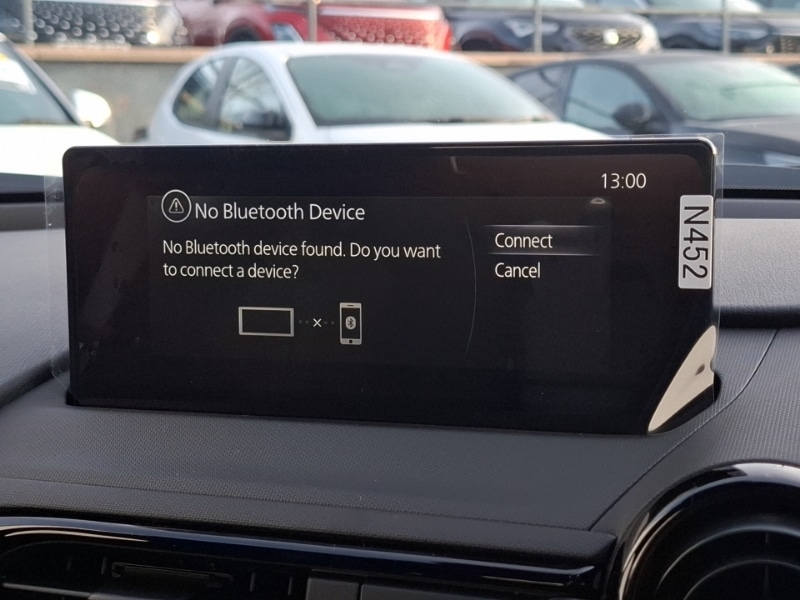 13:00
No Bluetooth Device
No Bluetooth device found. Do you want
to connect a device?
Connect
Cancel
N452